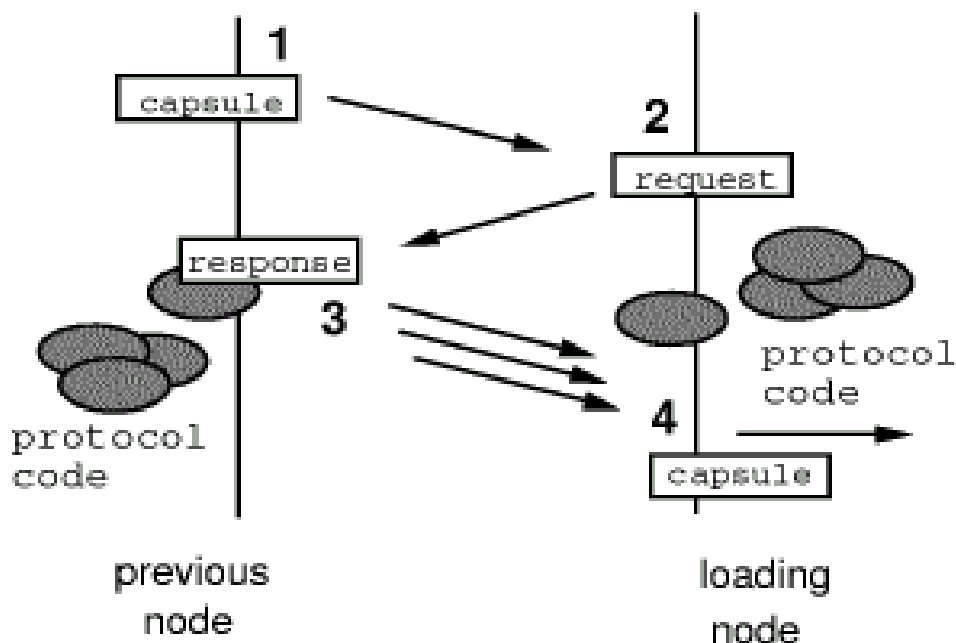 1
capsule
2
request
response
3
protocol
code
protocol
code
4
capsule
previous
node
loading
node